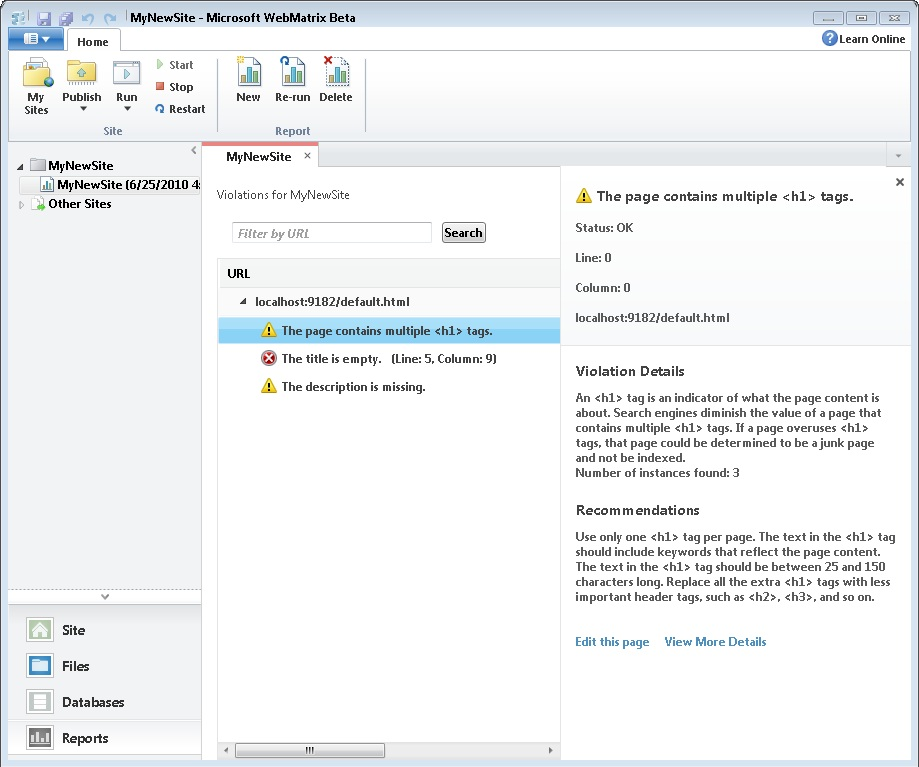 MyNewSite - Microsoft WebMatrix Beta
Home
Learn Online
My Sites
Publish
Run
Start
Stop
Restart
Site
New
Re-run
Delete
Report
MyNewSite
MyNewSite (6/25/2010 4:
Other Sites
Site
Files
Databases
Reports
MyNewSite
Violations for MyNewSite
Filter by URL
Search
URL
localhost:9182/default.html
The page contains multiple <h1> tags.
The title is empty. (Line: 5, Column: 9)
The description is missing.
The page contains multiple <h1> tags.
Status: OK
Line: 0
Column: 0
localhost:9182/default.html
Violation Details
An <h1> tag is an indicator of what the page content is
about. Search engines diminish the value of a page that
contains multiple <h1> tags. If a page overuses <h1>
tags, that page could be determined to be a junk page
and not be indexed.
Number of instances found: 3
Recommendations
Use only one <h1> tag per page. The text in the <h1> tag
should include keywords that reflect the page content.
The text in the <h1> tag should be between 25 and 150
characters long. Replace all the extra <h1> tags with less
important header tags, such as <h2>, <h3>, and so on.
Edit this page View More Details